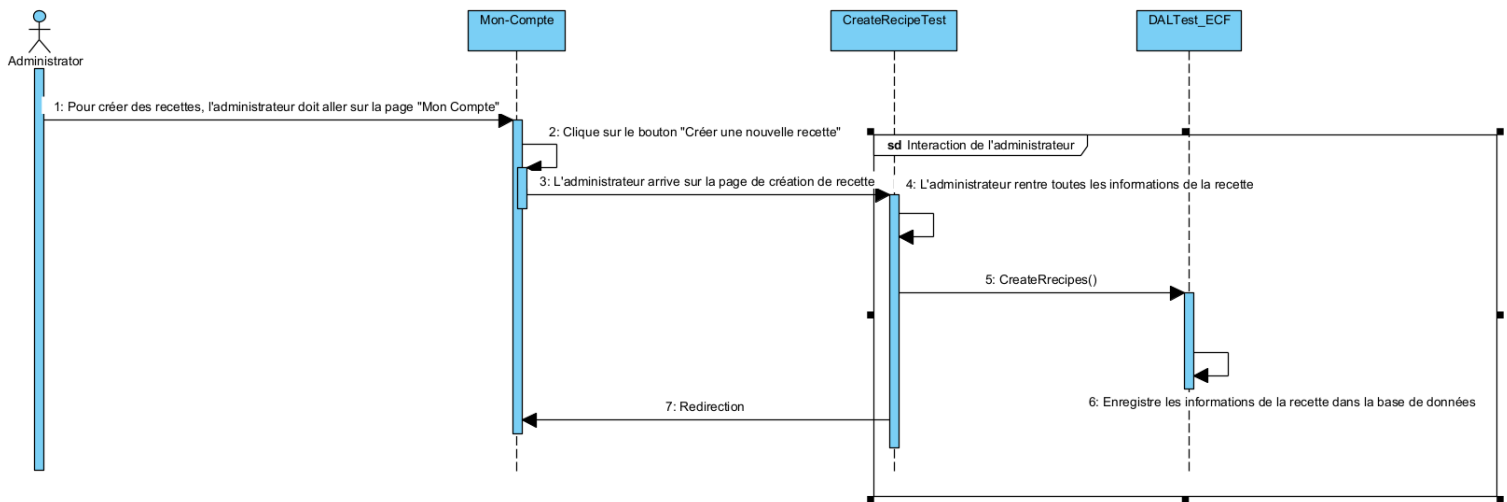 Administrator
Mon-Compte
CreateRecipeTest
DALTest_ECF
1: Pour créer des recettes, l'administrateur doit aller sur la page "Mon Compte"
2: Clique sur le bouton "Créer une nouvelle recette"
sd Interaction de l'administrateur
3: L'administrateur arrive sur la page de création de recette
4: L'administrateur rentre toutes les informations de la recette
5: CreateRrecipes()
6: Enregistre les informations de la recette dans la base de données
7: Redirection